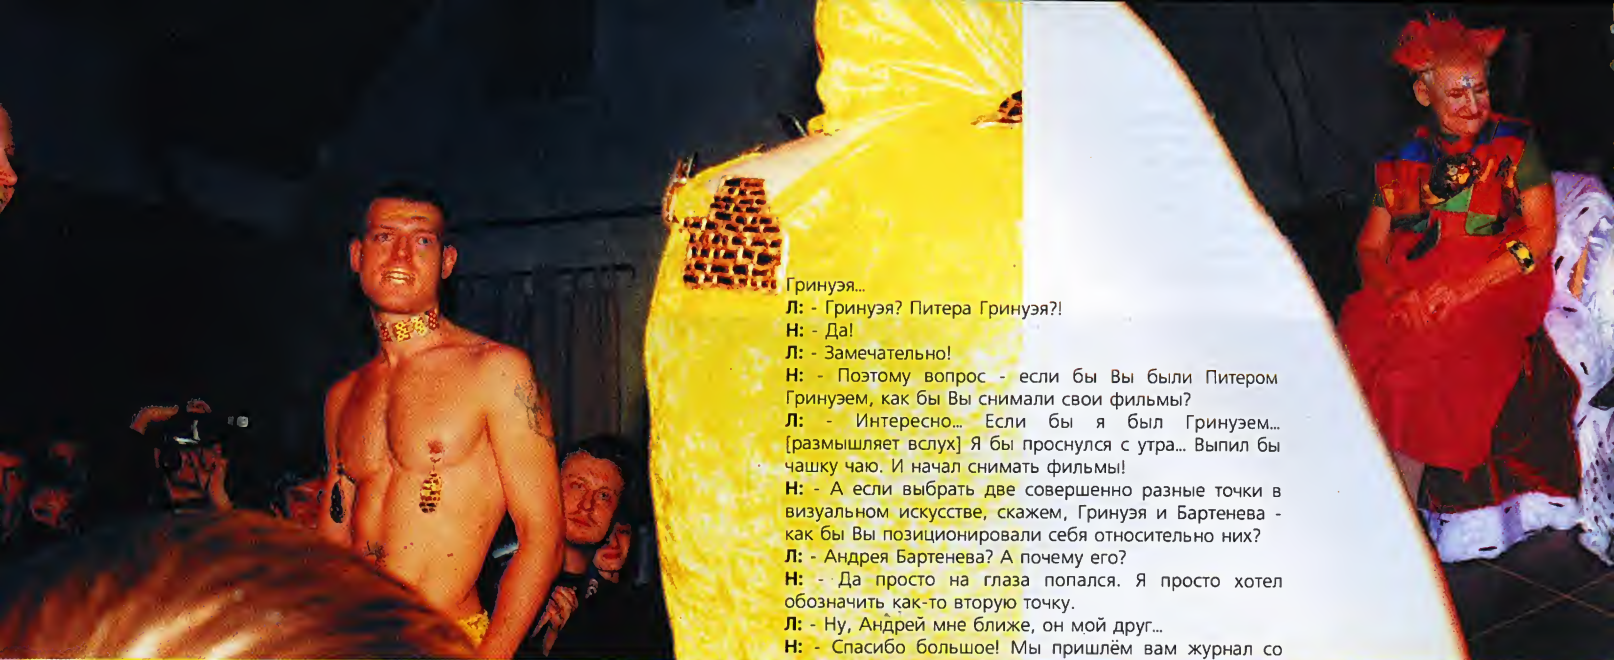 Гринуэя...
Л: - Гринуэя? Питера Гринуэя?!
Н: - Да!
Л: - Замечательно!
Н: - Поэтому вопрос - если бы Вы были Питером
Гринуэем, как бы Вы снимали свои фильмы?
Л: - Интересно... Если бы я был Гринуэем...
[размышляет вслух] Я бы проснулся с утра... Выпил бы
чашку чаю. И начал снимать фильмы!
Н: - А если выбрать две совершенно разные точки в
визуальном искусстве, скажем, Гринуэя и Бартенева -
как бы Вы позиционировали себя относительно них?
Л: - Андрея Бартенева? А почему его?
Н: - Да просто на глаза попался. Я просто хотел
обозначить как-то вторую точку.
Л: - Ну, Андрей мне ближе, он мой друг...
Н: - Спасибо большое! Мы пришлём вам журнал со